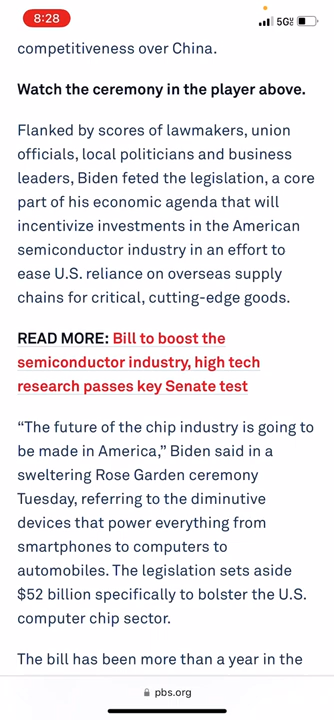 8:28
5G
competitiveness over China.
Watch the ceremony in the player above.
Flanked by scores of lawmakers, union
officials, local politicians and business
leaders, Biden feted the legislation, a core
part of his economic agenda that will
incentivize investments in the American
semiconductor industry in an effort to
ease U.S. reliance on overseas supply
chains for critical, cutting-edge goods.
READ MORE: Bill to boost the
semiconductor industry, high tech
research passes key Senate test
“The future of the chip industry is going to
be made in America,” Biden said in a
sweltering Rose Garden ceremony
Tuesday, referring to the diminutive
devices that power everything from
smartphones to computers to
automobiles. The legislation sets aside
$52 billion specifically to bolster the U.S.
computer chip sector.
The bill has been more than a year in the
pbs.org